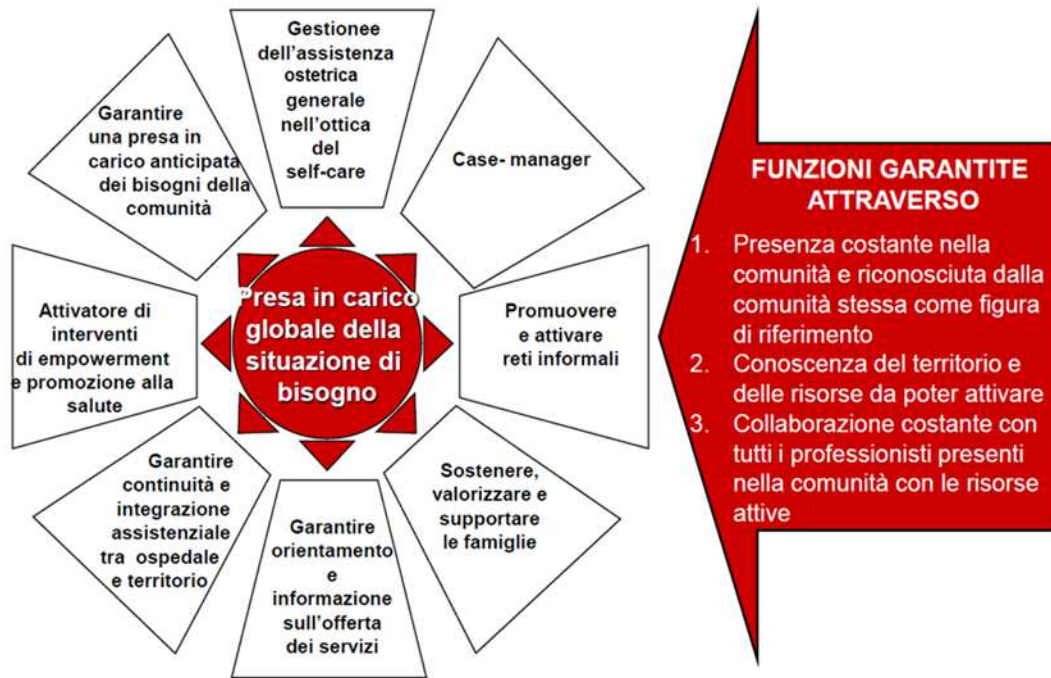 Gestionee
dell'assistenza
ostetrica
generale
nell'ottica
del
self-care
Case- manager
Promuovere
e attivare
reti informali
Sostenere,
valorizzare e
supportare
le famiglie
Garantire
orientamento
e
informazione
sull'offerta
dei servizi
Garantire
continuità e
integrazione
assistenziale
tra ospedale
e territorio
Attivatore di
interventi
di empowerment
e promozione alla
salute
Garantire
una presa in
carico anticipata
dei bisogni della
comunità
Presa in carico
globale della
situazione di
bisogno
FUNZIONI GARANTITE
ATTRAVERSO
1. Presenza costante nella
comunità e riconosciuta dalla
comunità stessa come figura
di riferimento
2. Conoscenza del territorio e
delle risorse da poter attivare
3. Collaborazione costante con
tutti i professionisti presenti
nella comunità con le risorse
attive